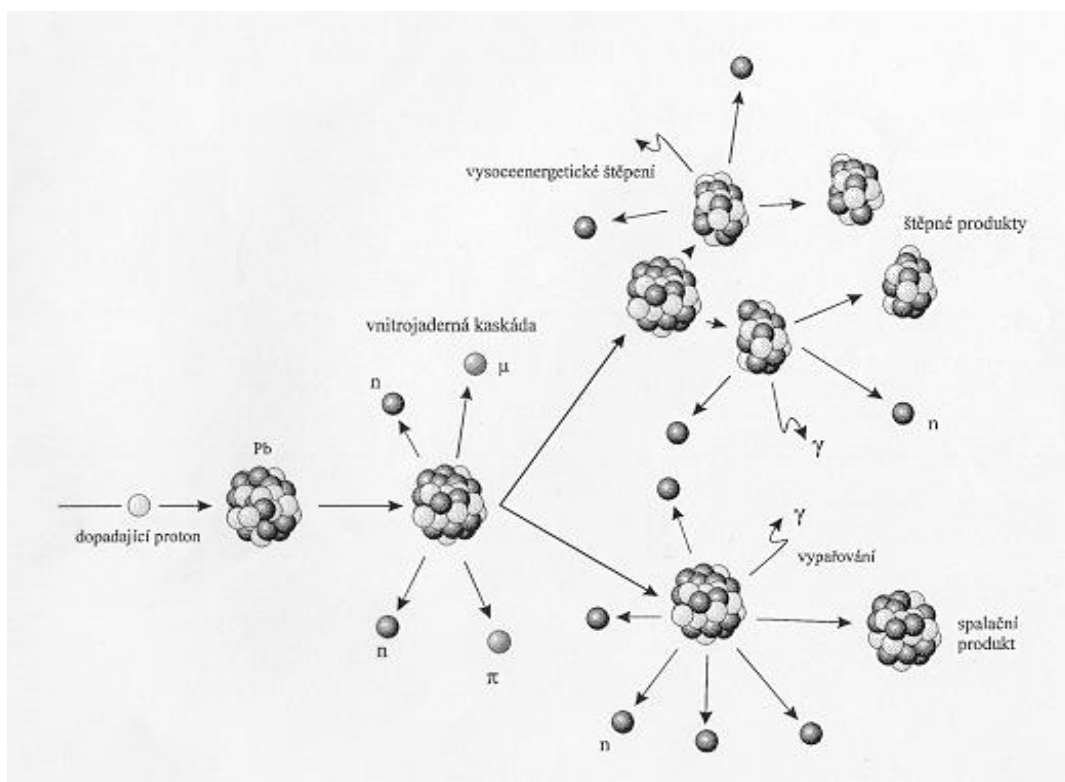 vysoceenergetické štěpení
štěpné produkty
vnitrojaderná kaskáda
μ
n
n
γ
Pb
dopadající proton
γ
vypařování
spalační
produkt
n
π
n